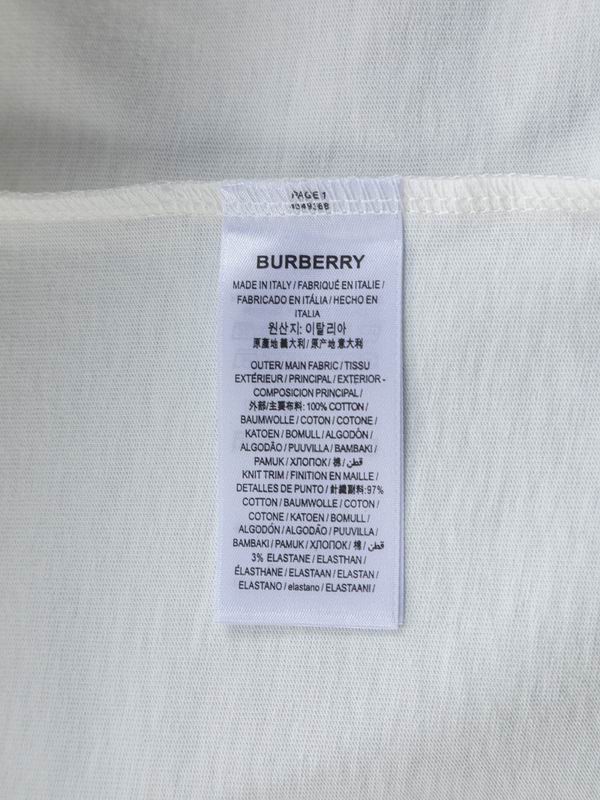 PAGE 1
BURBERRY
MADE IN ITALY / FABRIQUÉ EN ITALIE /
FABRICADO EN ITÁLIA / HECHO EN
ITALIA
원산지: 이탈리아
原產地 義大利 / 原产地 意大利
OUTER/ MAIN FABRIC / TISSU
EXTÉRIEUR / PRINCIPAL / EXTERIOR -
COMPOSICION PRINCIPAL /
外部/主要布料: 100% COTTON /
BAUMWOLLE / COTON / COTONE /
KATOEN / BOMULL / ALGODÓN /
ALGODÃO / PUUVILLA / BAMBAKI /
PAMUK / ХЛОПОК / 棉 / قطن
KNIT TRIM / FINITION EN MAILLE /
DETALLES DE PUNTO / 針織副料: 97%
COTTON / BAUMWOLLE / COTON /
COTONE / KATOEN / BOMULL /
ALGODÓN / ALGODÃO / PUUVILLA /
BAMBAKI / PAMUK / ХЛОПОК / 棉 / قطن
3% ELASTANE / ELASTHAN /
ÉLASTHANE / ELASTAAN / ELASTAN /
ELASTANO / elastano / ELASTAANI /